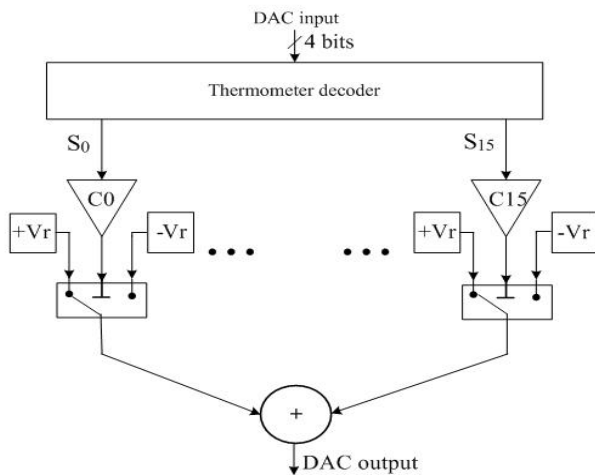 DAC input
4 bits
Thermometer decoder
S0 S15
C0 C15
+Vr -Vr +Vr -Vr
+
DAC output